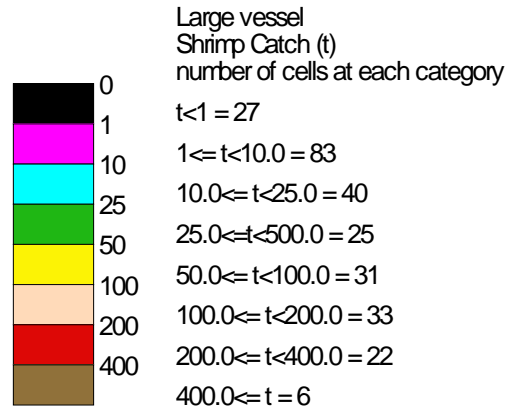 Large vessel
Shrimp Catch (t)
number of cells at each category
0
t<1 = 27
1
1<= t<10.0 = 83
10
10.0<= t<25.0 = 40
25
25.0<=t<500.0 = 25
50
50.0<= t<100.0 = 31
100
100.0<= t<200.0 = 33
200
200.0<= t<400.0 = 22
400
400.0<= t = 6